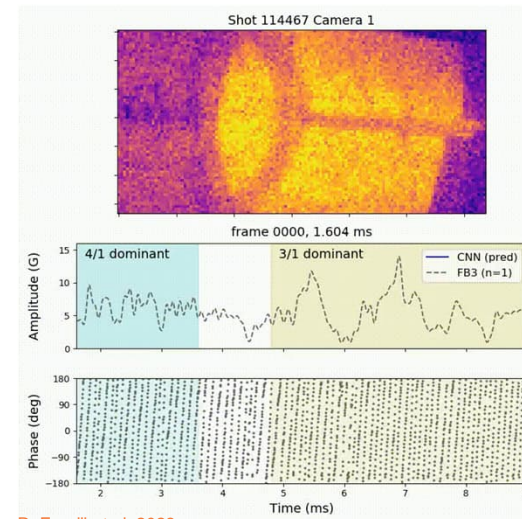 Shot 114467 Camera 1
frame 0000, 1.604 ms
15
10
5
0
Amplitude (G)
4/1 dominant
3/1 dominant
CNN (pred)
FB3 (n=1)
180
90
0
−90
−180
Phase (deg)
2 3 4 5 6 7 8
Time (ms)